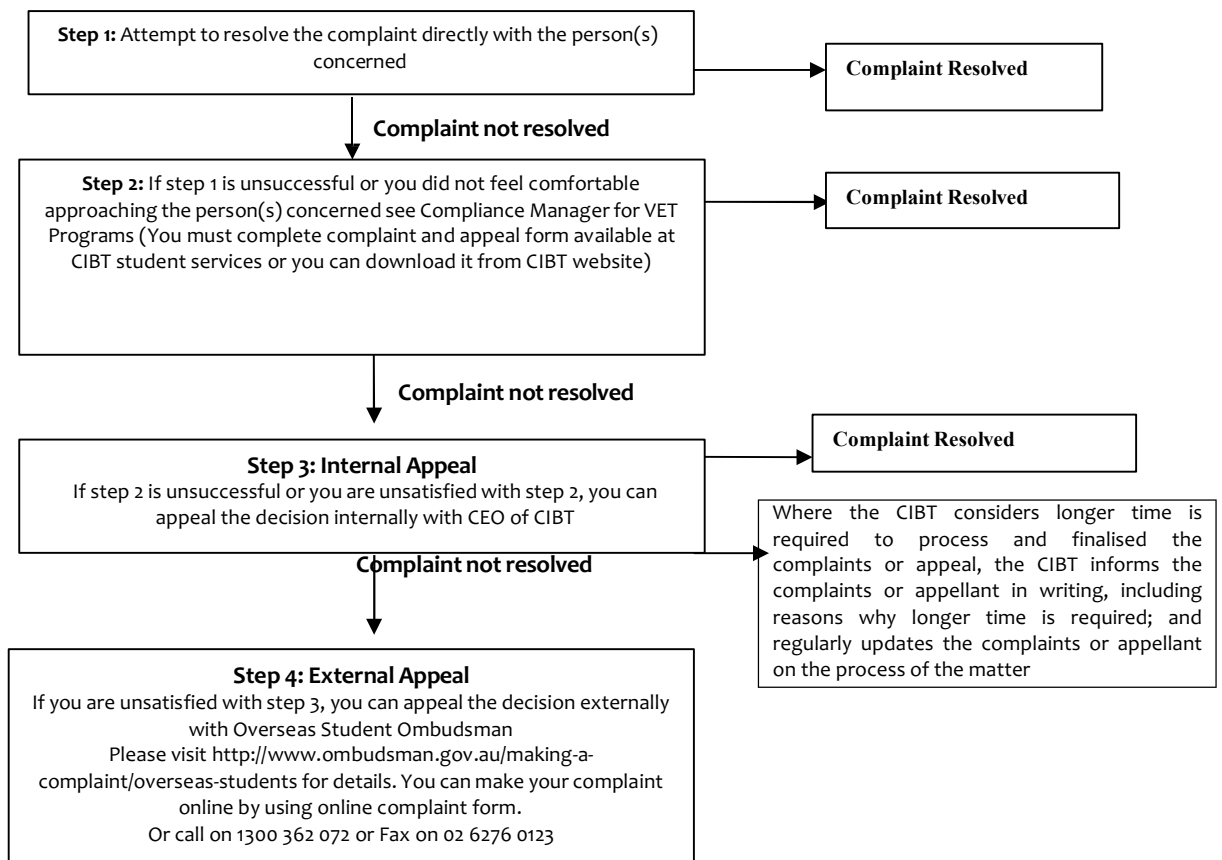 Step 1: Attempt to resolve the complaint directly with the person(s)
concerned
Complaint Resolved
Complaint not resolved
Step 2: If step 1 is unsuccessful or you did not feel comfortable
approaching the person(s) concerned see Compliance Manager for VET
Programs (You must complete complaint and appeal form available at
CIBT student services or you can download it from CIBT website)
Complaint Resolved
Complaint not resolved
Step 3: Internal Appeal
If step 2 is unsuccessful or you are unsatisfied with step 2, you can
appeal the decision internally with CEO of CIBT
Complaint Resolved
Where the CIBT considers longer time is
required to process and finalised the
complaints or appeal, the CIBT informs the
complaints or appellant in writing, including
reasons why longer time is required; and
regularly updates the complaints or appellant
on the process of the matter
Complaint not resolved
Step 4: External Appeal
If you are unsatisfied with step 3, you can appeal the decision externally
with Overseas Student Ombudsman
Please visit http://www.ombudsman.gov.au/making-a-
complaint/overseas-students for details. You can make your complaint
online by using online complaint form.
Or call on 1300 362 072 or Fax on 02 6276 0123